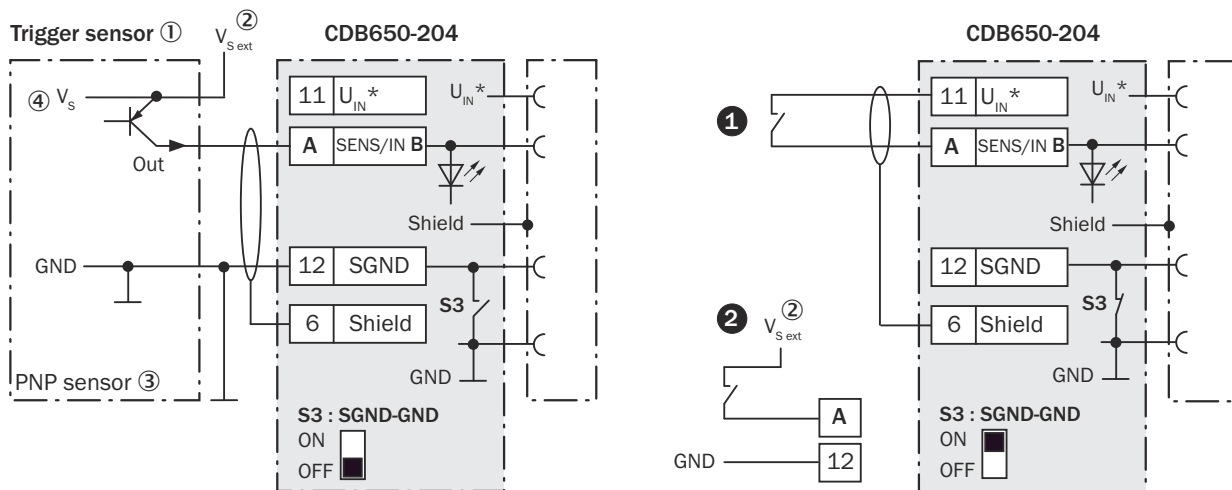 Trigger sensor ①
V S ext ②
CDB650-204
④ V S
11 U IN *
U IN *
A SENS/IN B
Out
Shield
GND
12 SGND
S3
6 Shield
GND
PNP sensor ③
S3 : SGND-GND
ON
OFF
CDB650-204
❶
11 U IN *
U IN *
A SENS/IN B
Shield
12 SGND
S3
6 Shield
GND
❷ V S ext ②
A
GND
12
S3 : SGND-GND
ON
OFF